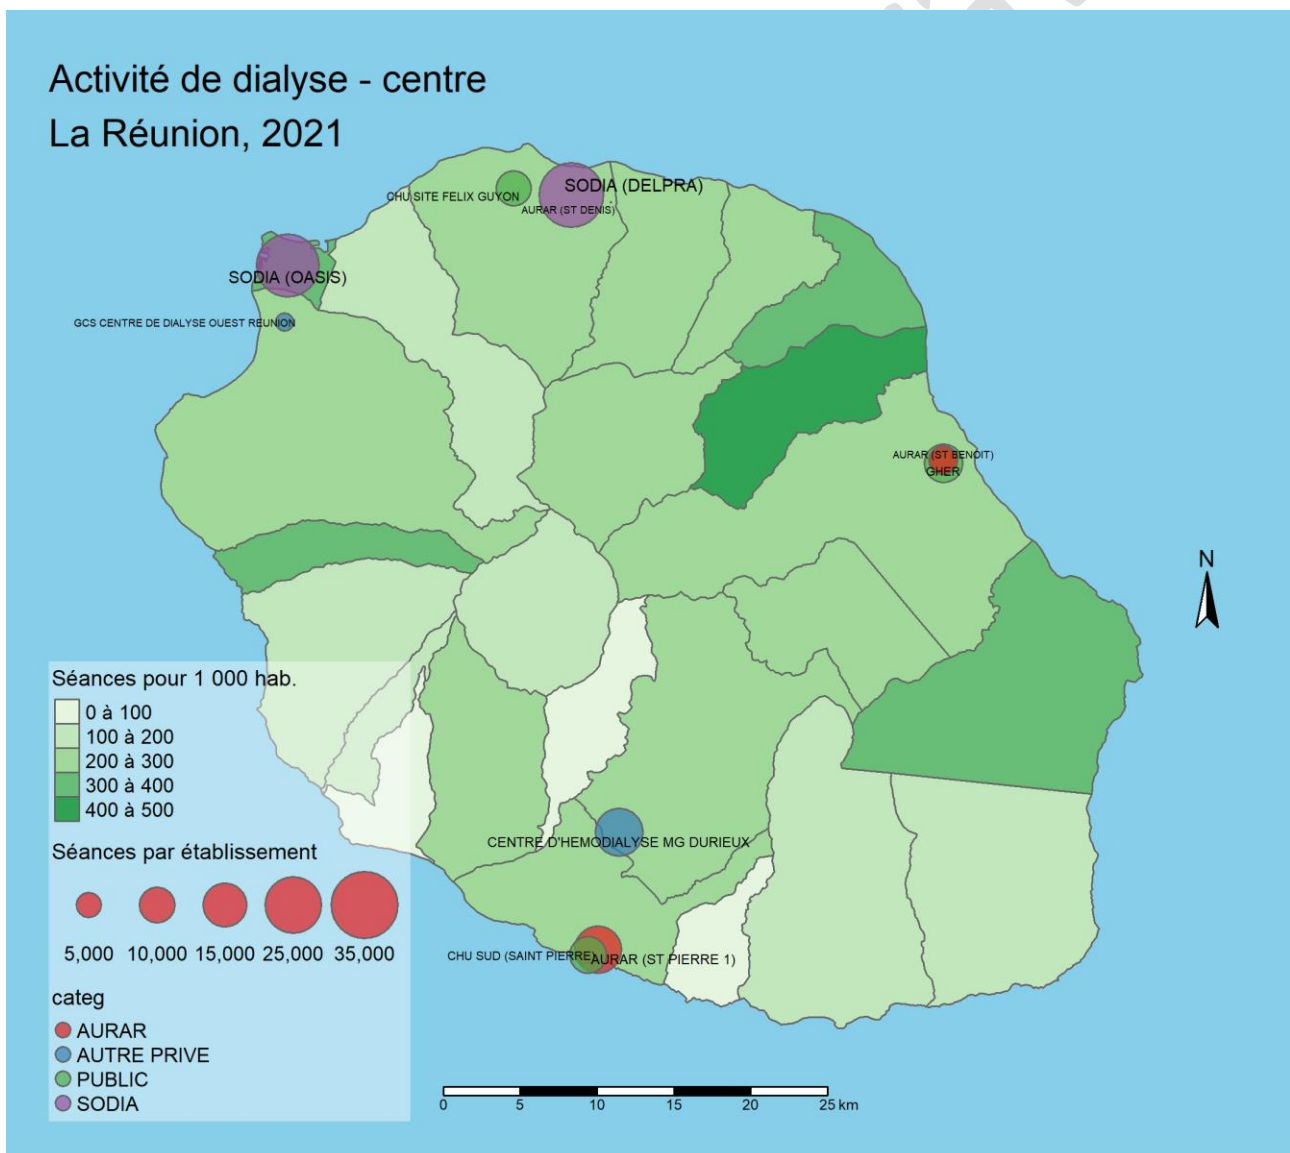 Activité de dialyse - centre
La Réunion, 2021
SODIA (DELPRA)
CHU SITE FELIX GUYON
AURAR (ST DENIS)
SODIA (OASIS)
GCS CENTRE DE DIALYSE OUEST REUNION
AURAR (ST BENOIT)
GHER
N
Séances pour 1 000 hab.
0 à 100
100 à 200
200 à 300
300 à 400
400 à 500
CENTRE D'HEMODIALYSE MG DURIEUX
Séances par établissement
5,000 10,000 15,000 25,000 35,000
CHU SUD (SAINT PIERRE)
AURAR (ST PIERRE 1)
categ
AURAR
AUTRE PRIVE
PUBLIC
SODIA
0 5 10 15 20 25 km